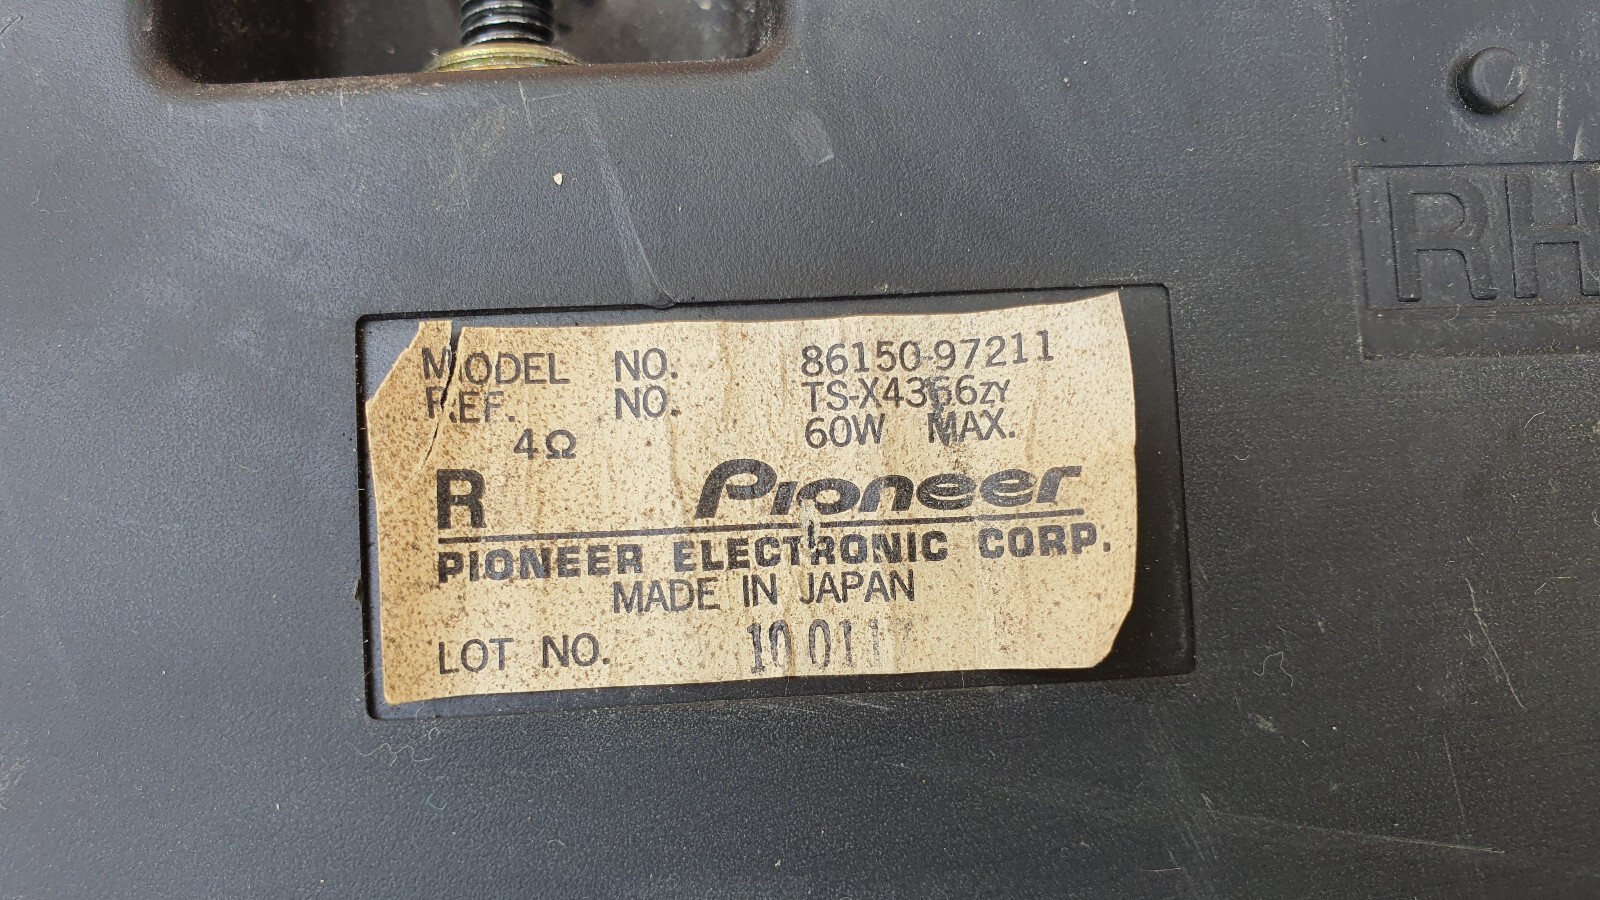 MODEL NO. 86150-97211
REF. NO. TS-X4366ZY
4Ω 60W MAX.
R Pioneer
PIONEER ELECTRONIC CORP.
MADE IN JAPAN
LOT NO.
RH